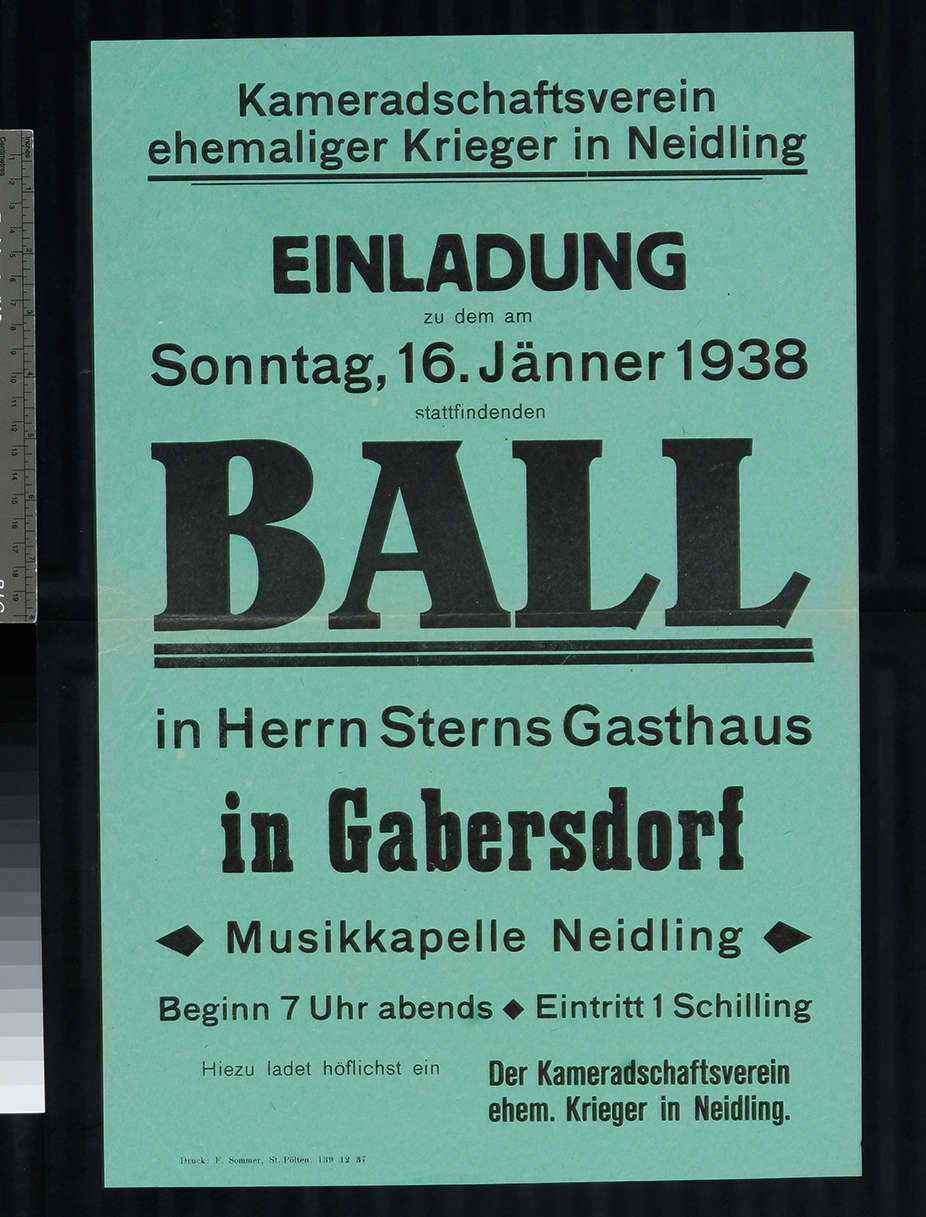 Kameradschaftsverein
ehemaliger Krieger in Neidling
EINLADUNG
zu dem am
Sonntag, 16. Jänner 1938
stattfindenden
BALL
in Herrn Sterns Gasthaus
in Gabersdorf
Musikkapelle Neidling
Beginn 7 Uhr abends ◆ Eintritt 1 Schilling
Hiezu ladet höflichst ein
Der Kameradschaftsverein
ehem. Krieger in Neidling.
Druck: F. Sommer, St. Pölten. 139 12 37